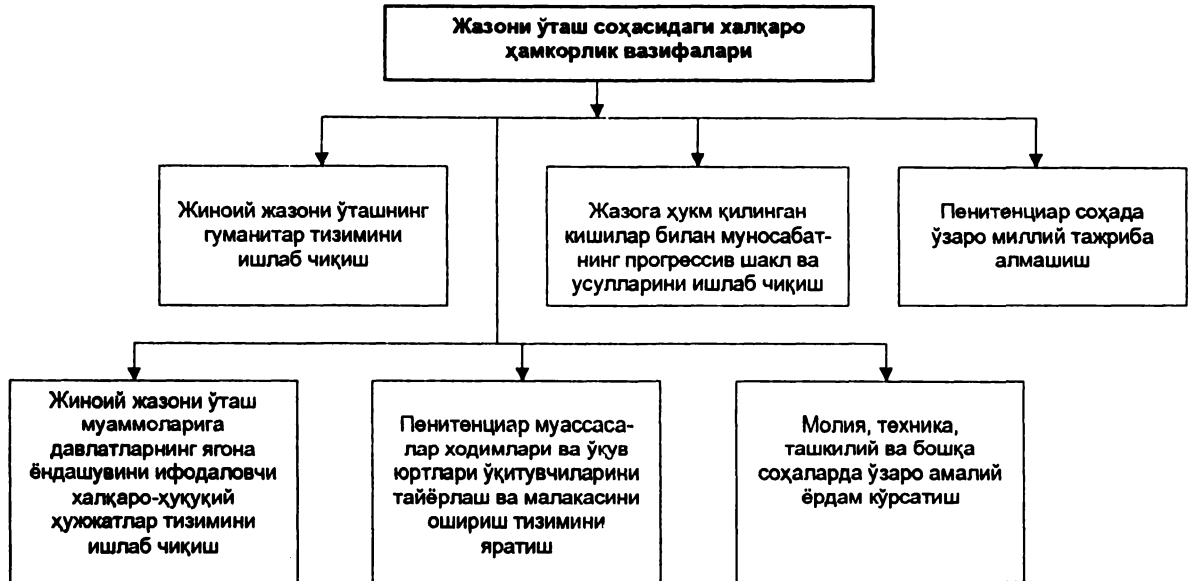 Жазони ўташ соҳасидаги халқаро
ҳамкорлик вазифалари
Жиноий жазони ўташнинг
гуманитар тизимини
ишлаб чиқиш
Жазога ҳукм қилинган
кишилар билан муносабат-
нинг прогрессив шакл ва
усулларини ишлаб чиқиш
Пенитенциар соҳада
ўзаро миллий тажриба
алмашиш
Жиноий жазони ўташ
муаммоларига
давлатларнинг ягона
ёндашувини ифодаловчи
халқаро-ҳуқуқий
ҳужжатлар тизимини
ишлаб чиқиш
Пенитенциар муассаса-
лар ходимлари ва ўқув
юртлари ўқитувчиларини
тайёрлаш ва малакасини
ошириш тизимини
яратиш
Молия, техника,
ташкилий ва бошқа
соҳаларда ўзаро амалий
ёрдам кўрсатиш